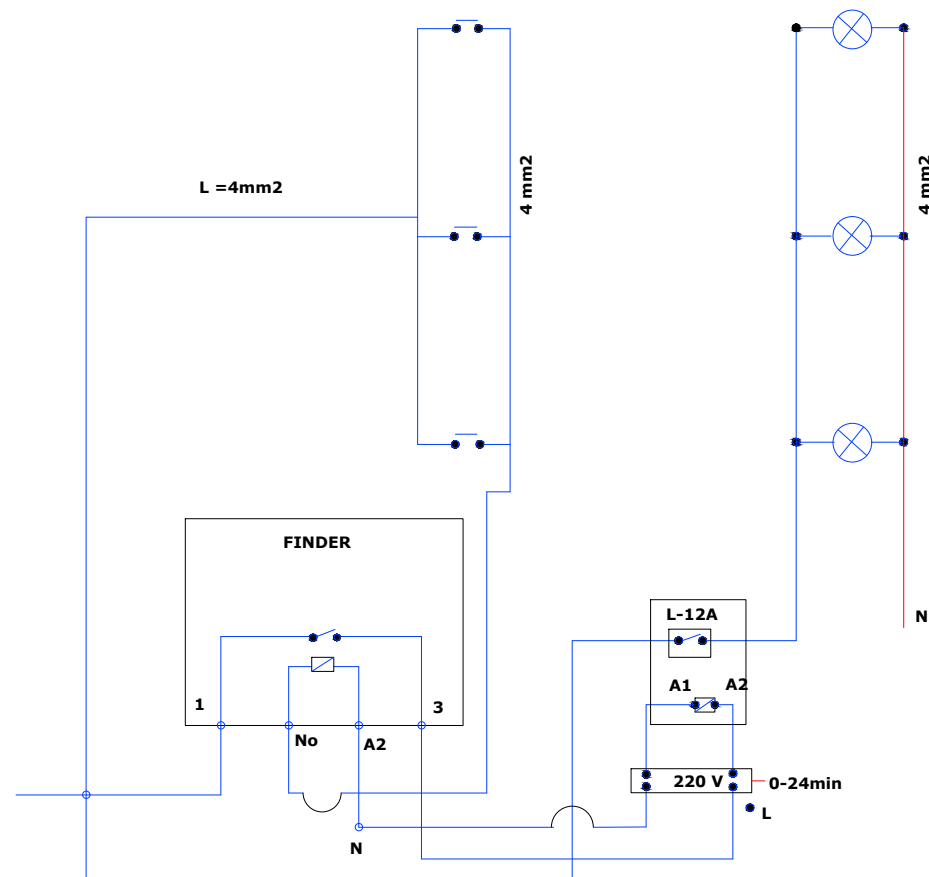 4 mm2
4 mm2
L =4mm2
FINDER
L-12A
N
A1
A2
1
3
No
A2
220 V
0-24min
L
N